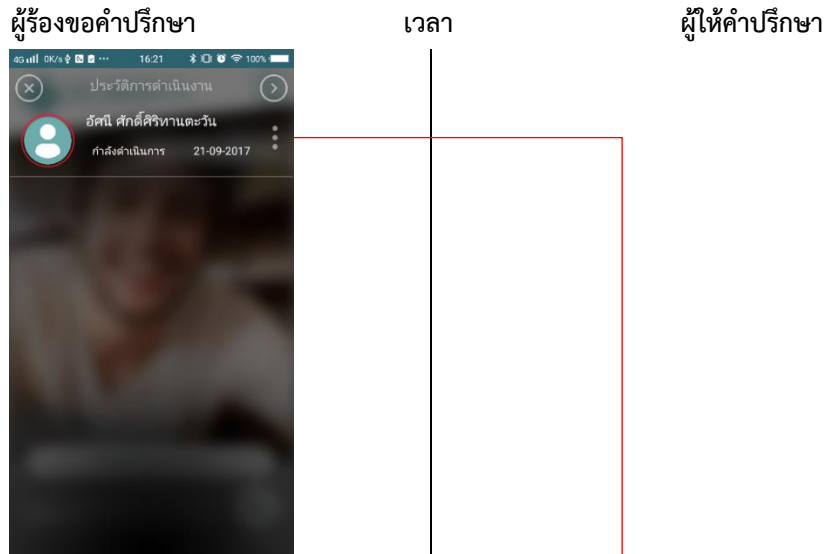 ผู้ร้องขอคำปรึกษา เวลา ผู้ให้คำปรึกษา
4G 0K/s ··· 16:21 100%
ประวัติการดำเนินงาน
อัศนี ศักดิ์ศิริทานตะวัน
กำลังดำเนินการ 21-09-2017